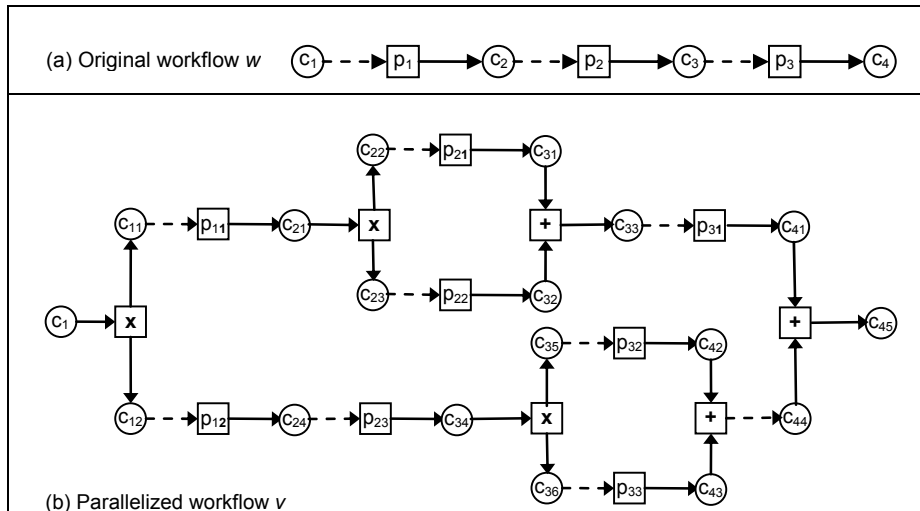 (a) Original workflow w
c1 p1 c2 p2 c3 p3 c4
c22 p21 c31
c11 p11 c21 x + c33 p31 c41
c23 p22 c32
c1 x + c45
c35 p32 c42
c12 p12 c24 p23 c34 x + c44
c36 p33 c43
(b) Parallelized workflow v